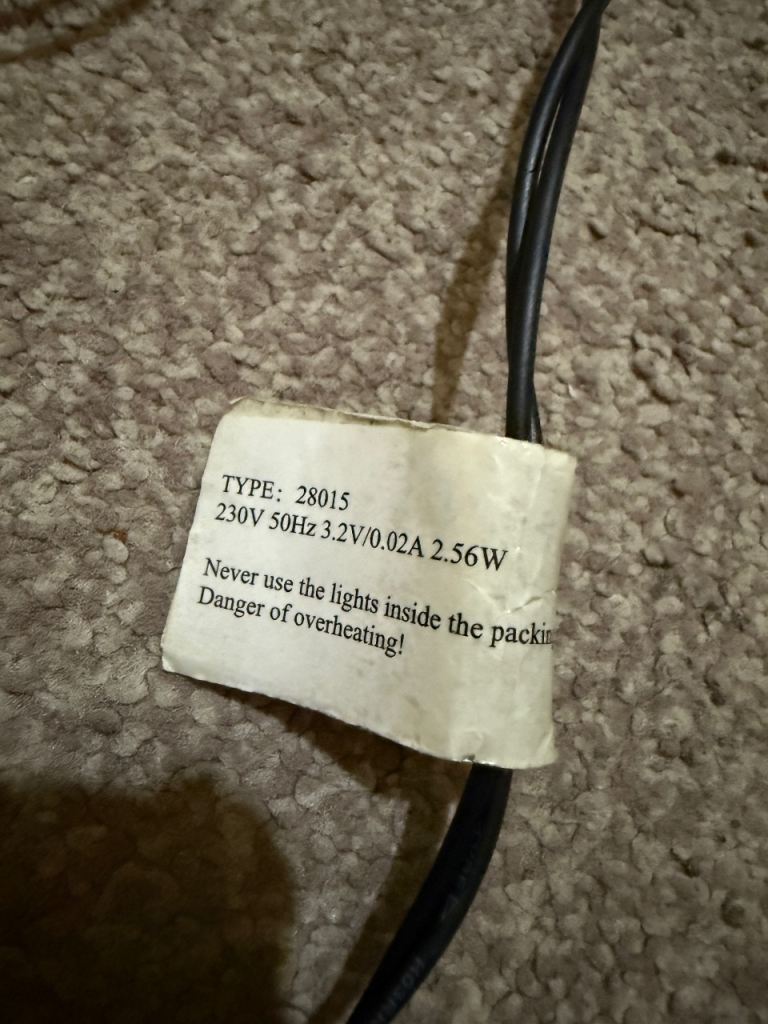 TYPE: 28015
230V 50Hz 3.2V/0.02A 2.56W
Never use the lights inside the packin
Danger of overheating!